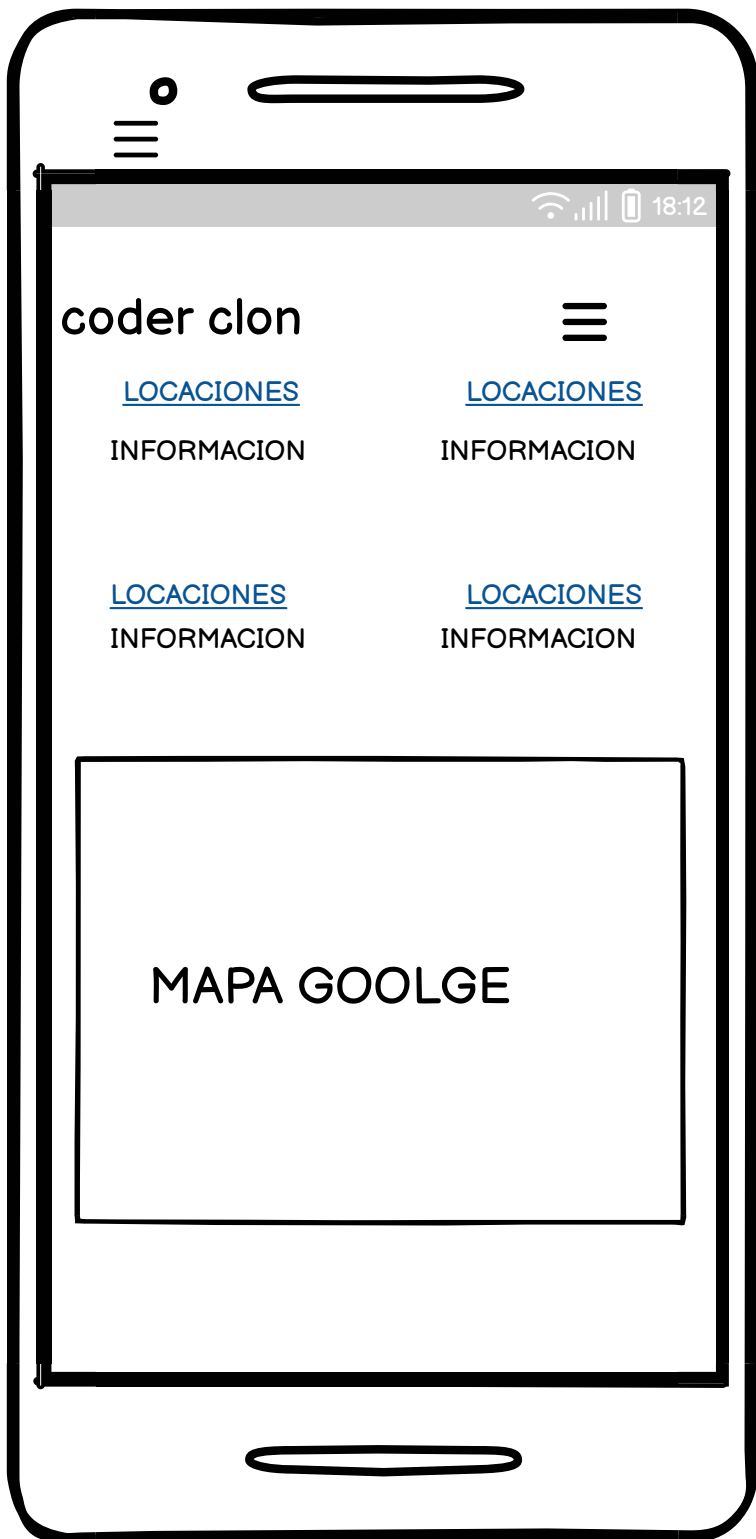 18:12
coder clon
LOCACIONES LOCACIONES
INFORMACION INFORMACION
LOCACIONES LOCACIONES
INFORMACION INFORMACION
MAPA GOOLGE